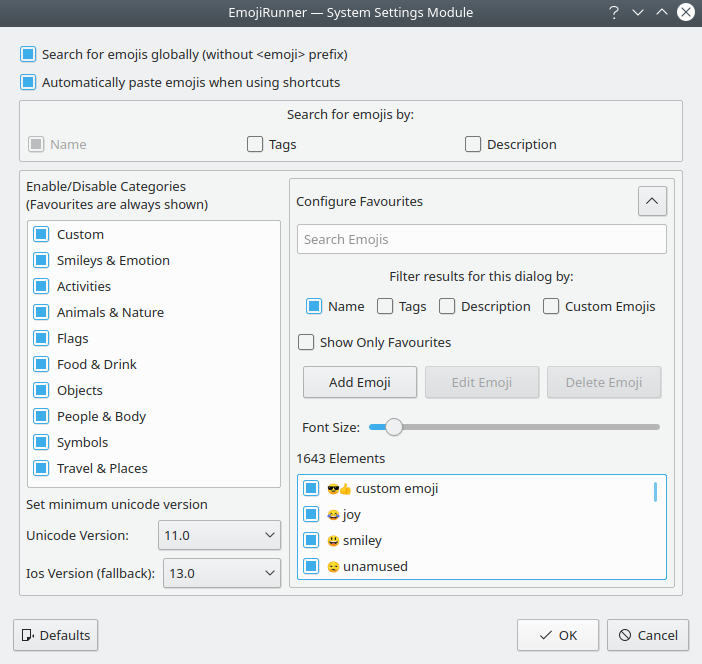 EmojiRunner — System Settings Module
Search for emojis globally (without <emoji> prefix)
Automatically paste emojis when using shortcuts
Search for emojis by:
Name Tags Description
Enable/Disable Categories
(Favourites are always shown)
Custom
Smileys & Emotion
Activities
Animals & Nature
Flags
Food & Drink
Objects
People & Body
Symbols
Travel & Places
Set minimum unicode version
Unicode Version: 11.0
Ios Version (fallback): 13.0
Configure Favourites
Search Emojis
Filter results for this dialog by:
Name Tags Description Custom Emojis
Show Only Favourites
Add Emoji Edit Emoji Delete Emoji
Font Size:
1643 Elements
😎👍 custom emoji
😂 joy
😃 smiley
😒 unamused
Defaults OK Cancel